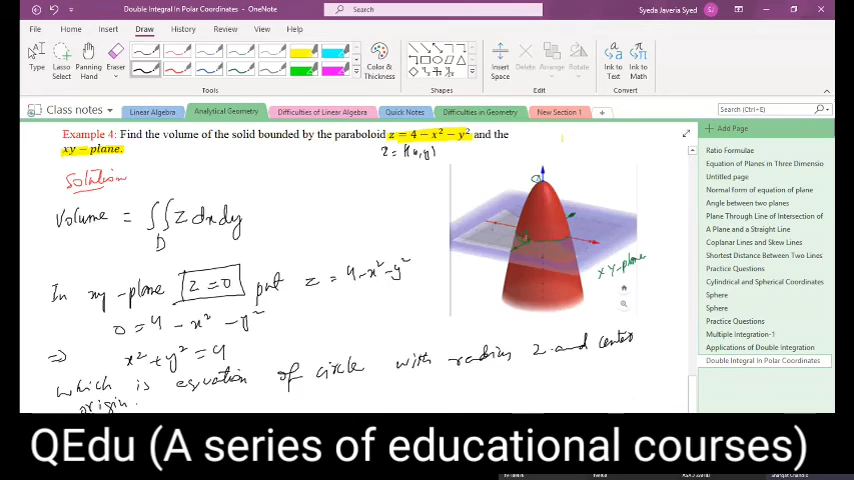 Double Integral In Polar Coordinates - OneNote
Search
Syeda Javeria Syed
SJ
File Home Insert Draw History Review View Help
Type
Lasso Select
Panning Hand
Eraser
Color & Thickness
Insert Space
Delete
Arrange
Rotate
Ink to Text
Ink to Math
Tools
Shapes
Edit
Convert
Class notes
Linear Algebra
Analytical Geometry
Difficulties of Linear Algebra
Quick Notes
Difficulties in Geometry
New Section 1
+
Search (Ctrl+E)
Example 4: Find the volume of the solid bounded by the paraboloid z = 4 − x² − y² and the
xy − plane.
z = f(x,y)
Solution
Volume = ∫∫ z dx dy
D
In xy-plane z = 0 put z = 4 - x² - y²
0 = 4 - x² - y²
⇒ x² + y² = 4
which is equation of circle with radius 2 and center
origin.
XY-plane
Add Page
Ratio Formulae
Equation of Planes in Three Dimensio
Untitled page
Normal form of equation of plane
Angle between two planes
Plane Through Line of Intersection of
A Plane and a Straight Line
Coplanar Lines and Skew Lines
Shortest Distance Between Two Lines
Practice Questions
Cylindrical and Spherical Coordinates
Sphere
Sphere
Practice Questions
Multiple Integration-1
Applications of Double Integration
Double Integral In Polar Coordinates
QEdu (A series of educational courses)